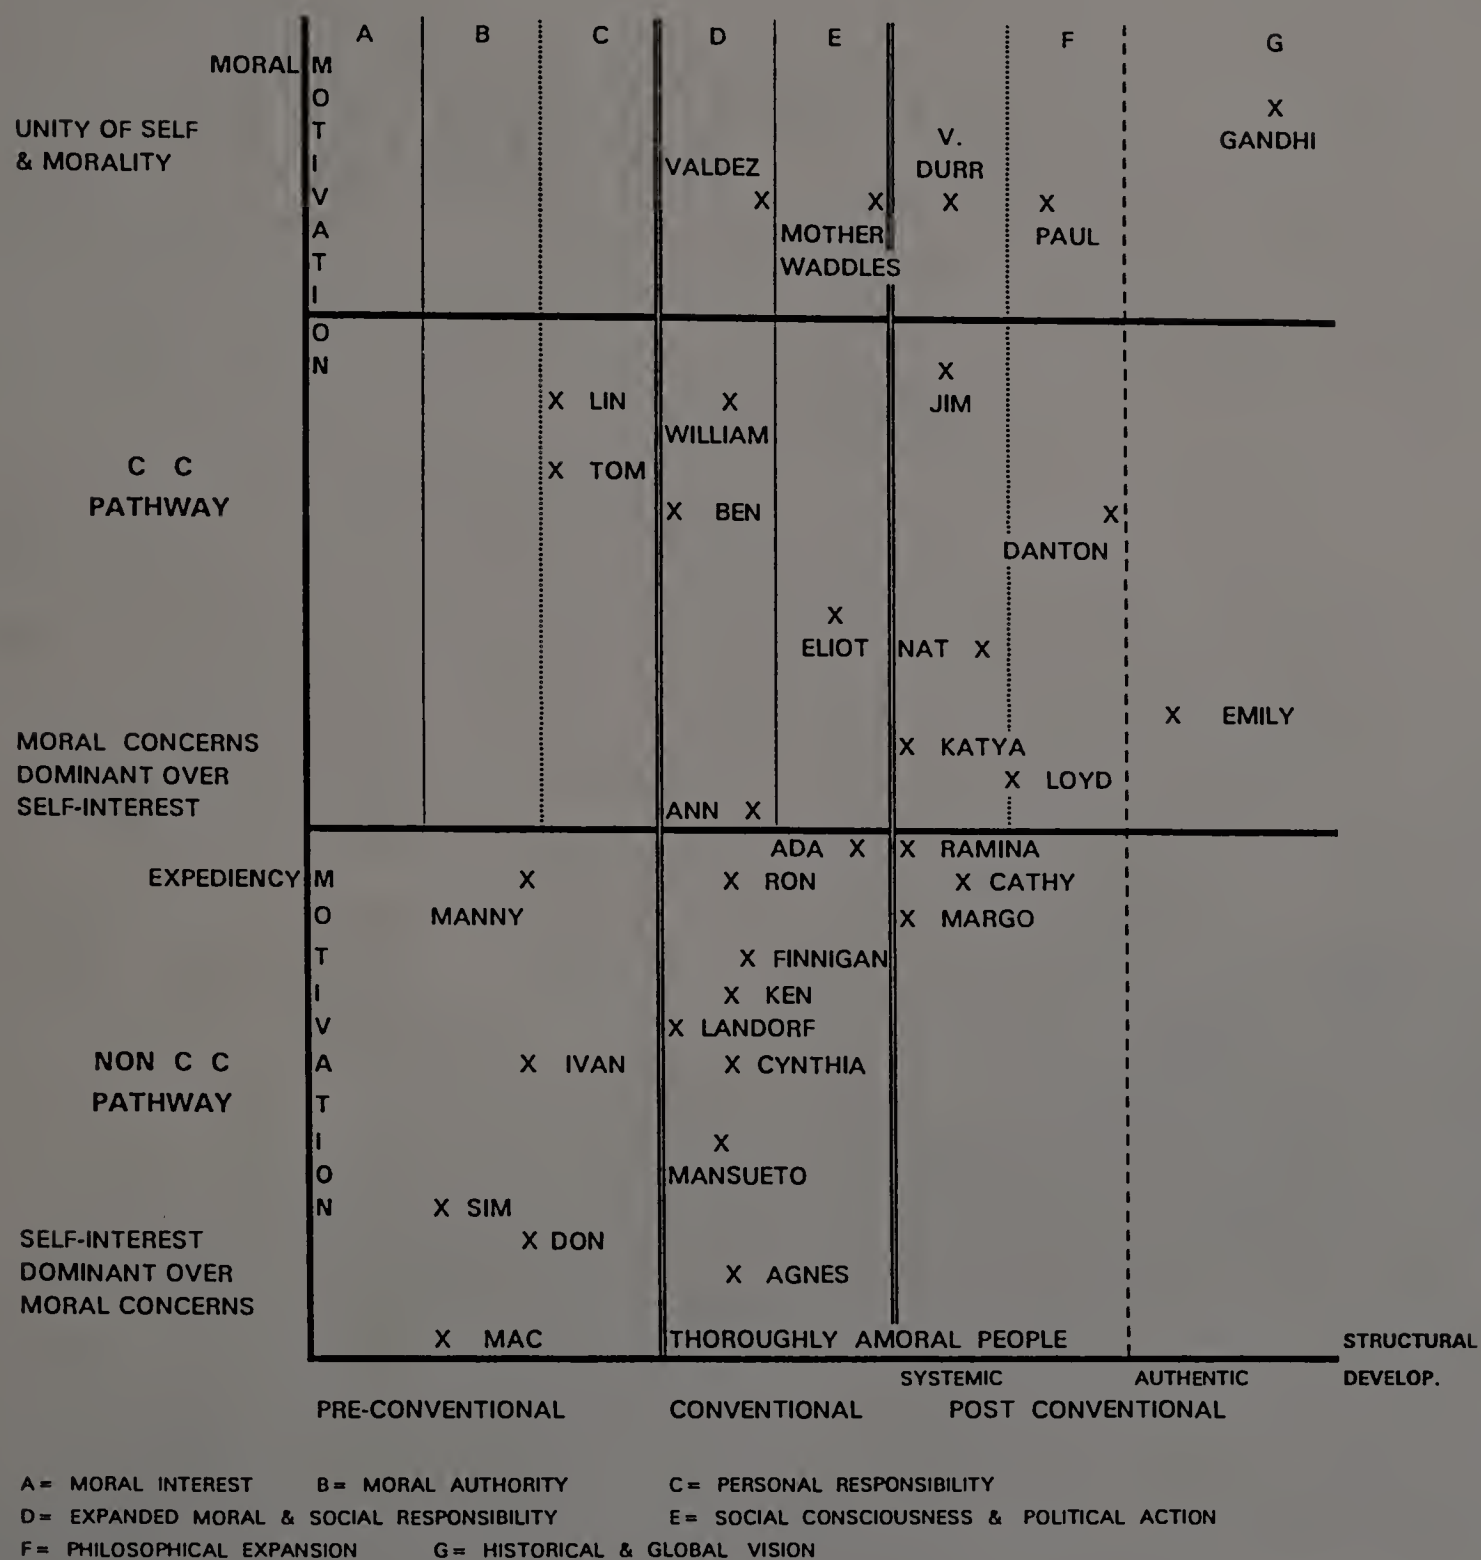 A B C D E F G
MORAL MOTIVATION
UNITY OF SELF
& MORALITY
X
GANDHI
V.
DURR
X
VALDEZ
X
X
MOTHER
WADDLES
X
PAUL
C C
PATHWAY
X LIN
X
WILLIAM
X
JIM
X TOM
X BEN
X
DANTON
X
ELIOT
NAT X
X EMILY
MORAL CONCERNS
DOMINANT OVER
SELF-INTEREST
X KATYA
X LOYD
ANN X
ADA X X RAMINA
EXPEDIENCY MOTIVATION
X
MANNY
X RON
X CATHY
X MARGO
X FINNIGAN
X KEN
X LANDORF
NON C C
PATHWAY
X IVAN
X CYNTHIA
X
MANSUETO
X SIM
X DON
SELF-INTEREST
DOMINANT OVER
MORAL CONCERNS
X AGNES
X MAC
THOROUGHLY AMORAL PEOPLE
STRUCTURAL
DEVELOP.
SYSTEMIC AUTHENTIC
PRE-CONVENTIONAL CONVENTIONAL POST CONVENTIONAL
A= MORAL INTEREST B= MORAL AUTHORITY C= PERSONAL RESPONSIBILITY
D= EXPANDED MORAL & SOCIAL RESPONSIBILITY E= SOCIAL CONSCIOUSNESS & POLITICAL ACTION
F= PHILOSOPHICAL EXPANSION G= HISTORICAL & GLOBAL VISION